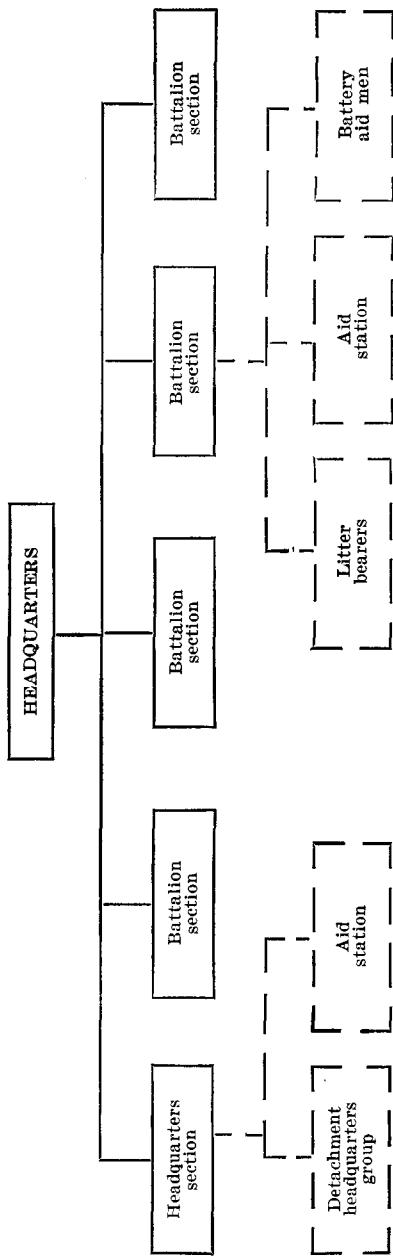 HEADQUARTERS
Headquarters
section
Battalion
section
Battalion
section
Battalion
section
Battalion
section
Detachment
headquarters
group
Aid
station
Litter
bearers
Aid
station
Battery
aid men